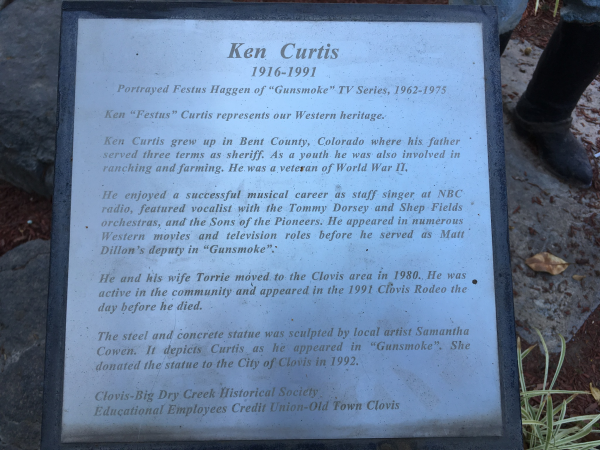 Ken Curtis
1916-1991
Portrayed Festus Haggen of "Gunsmoke" TV Series, 1962-1975
Ken "Festus" Curtis represents our Western heritage.
Ken Curtis grew up in Bent County, Colorado where his father
served three terms as sheriff. As a youth he was also involved in
ranching and farming. He was a veteran of World War II.
He enjoyed a successful musical career as staff singer at NBC
radio, featured vocalist with the Tommy Dorsey and Shep Fields
orchestras, and the Sons of the Pioneers. He appeared in numerous
Western movies and television roles before he served as Matt
Dillon's deputy in "Gunsmoke".
He and his wife Torrie moved to the Clovis area in 1980. He was
active in the community and appeared in the 1991 Clovis Rodeo the
day before he died.
The steel and concrete statue was sculpted by local artist Samantha
Cowen. It depicts Curtis as he appeared in "Gunsmoke". She
donated the statue to the City of Clovis in 1992.
Clovis-Big Dry Creek Historical Society
Educational Employees Credit Union-Old Town Clovis